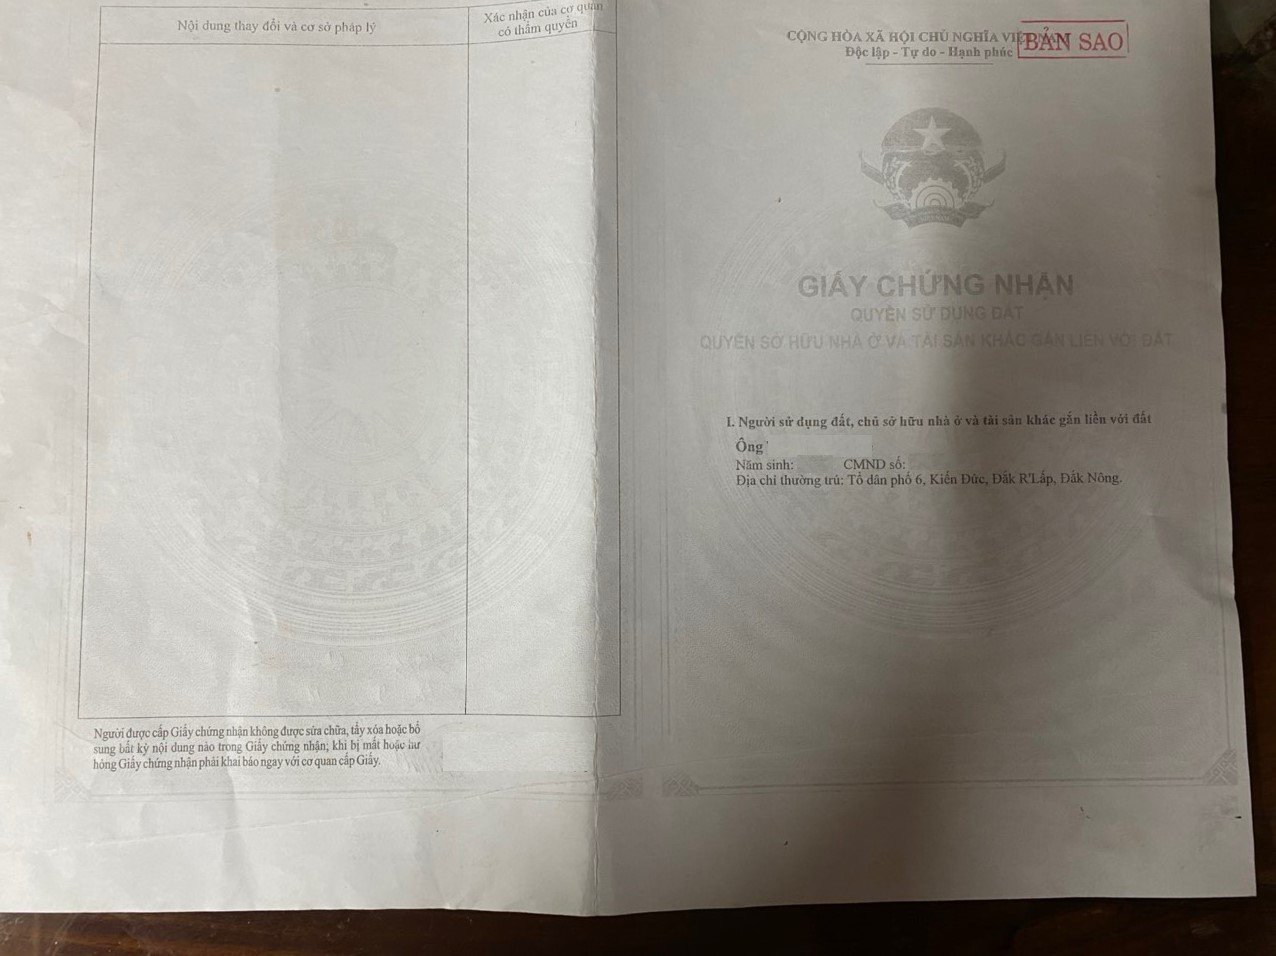 Nội dung thay đổi và cơ sở pháp lý
Xác nhận của cơ quan
có thẩm quyền
Người được cấp Giấy chứng nhận không được sửa chữa, tẩy xóa hoặc bổ
sung bất kỳ nội dung nào trong Giấy chứng nhận; khi bị mất hoặc hư
hỏng Giấy chứng nhận phải khai báo ngay với cơ quan cấp Giấy.
CỘNG HÒA XÃ HỘI CHỦ NGHĨA VIỆT NAM
BẢN SAO
Độc lập - Tự do - Hạnh phúc
VIỆT NAM
GIẤY CHỨNG NHẬN
QUYỀN SỬ DỤNG ĐẤT
QUYỀN SỞ HỮU NHÀ Ở VÀ TÀI SẢN KHÁC GẮN LIỀN VỚI ĐẤT
I. Người sử dụng đất, chủ sở hữu nhà ở và tài sản khác gắn liền với đất
Ông
Năm sinh: CMND số:
Địa chỉ thường trú: Tổ dân phố 6, Kiến Đức, Đắk R'Lấp, Đắk Nông.